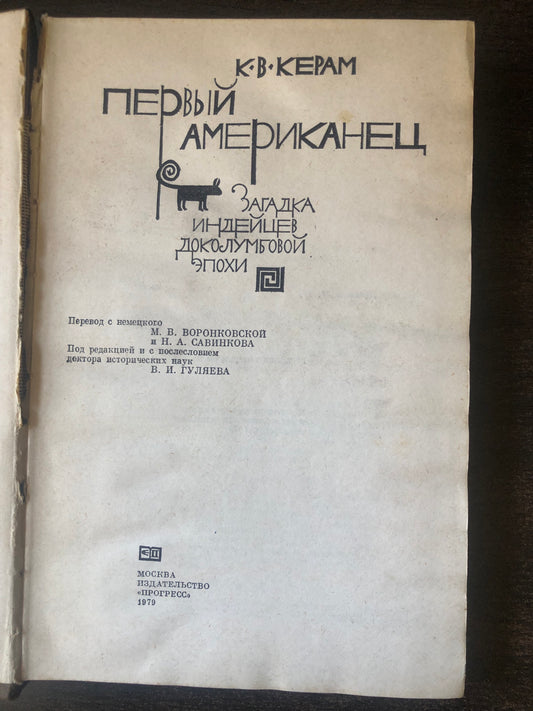 К·В·КЕРАМ
ПЕРВЫЙ
АМЕРИКАНЕЦ
ЗАГАДКА
ИНДЕЙЦЕВ
ДОКОЛУМБОВОЙ
ЭПОХИ
Перевод с немецкого
М. В. ВОРОНКОВСКОЙ
и Н. А. САВИНКОВА
Под редакцией и с послесловием
доктора исторических наук
В. И. ГУЛЯЕВА
МОСКВА
ИЗДАТЕЛЬСТВО
«ПРОГРЕСС»
1979